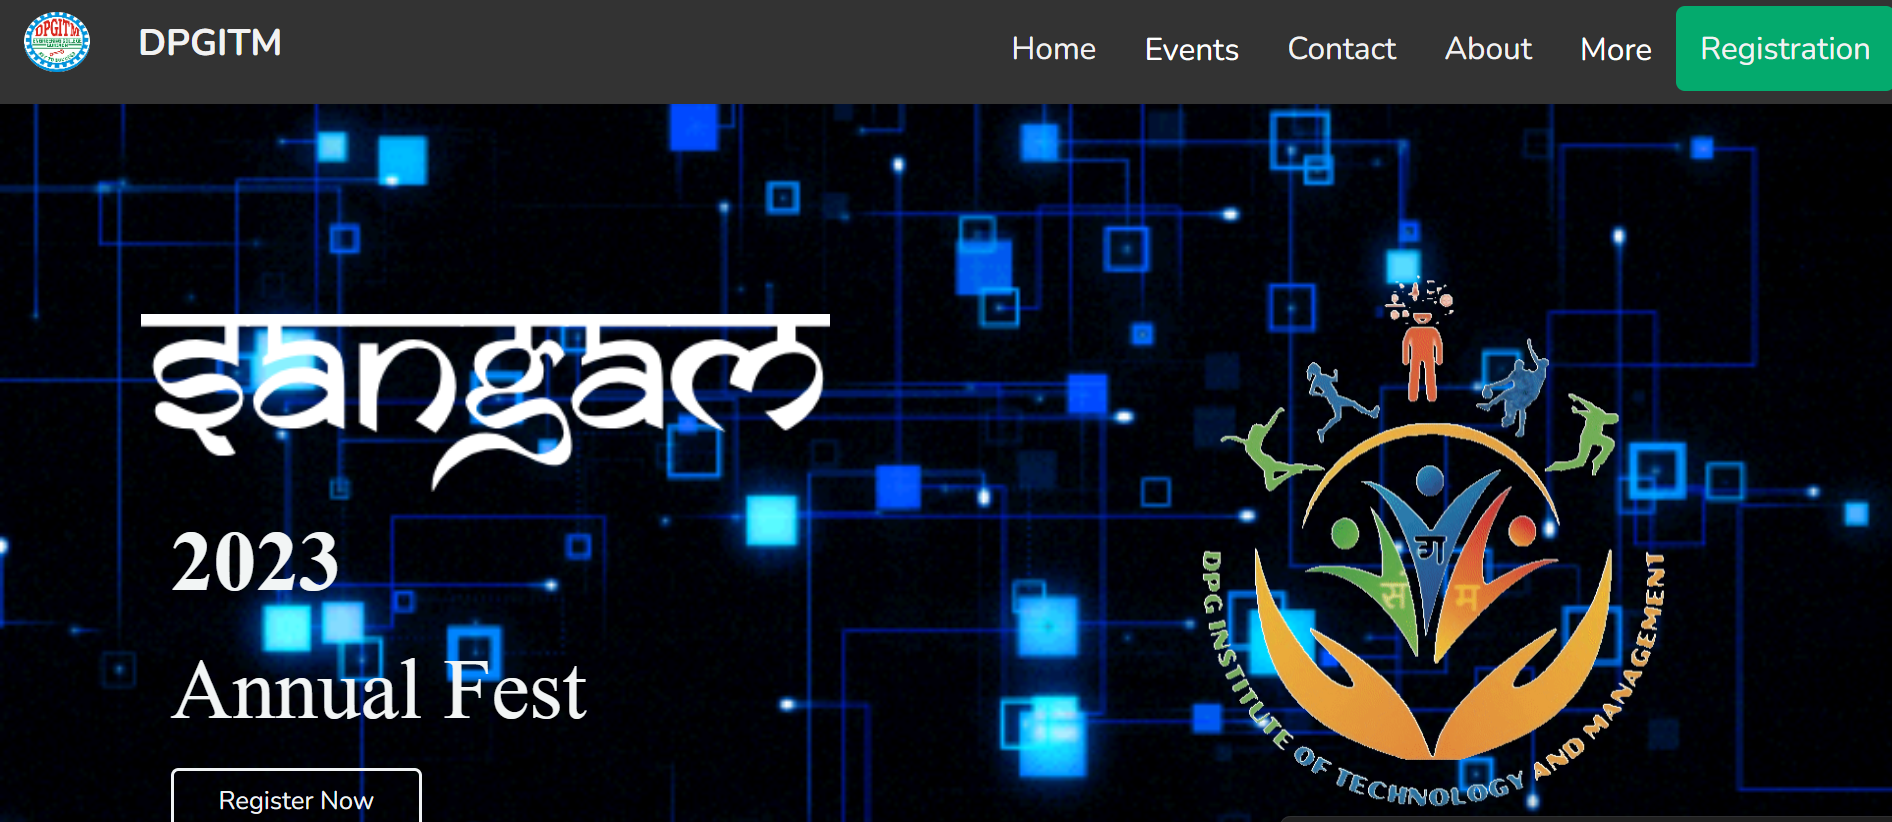 DPGITM
DPGITM
Home Events Contact About More Registration
sangam
2023
Annual Fest
Register Now
सं ग म
DPG INSTITUTE OF TECHNOLOGY AND MANAGEMENT